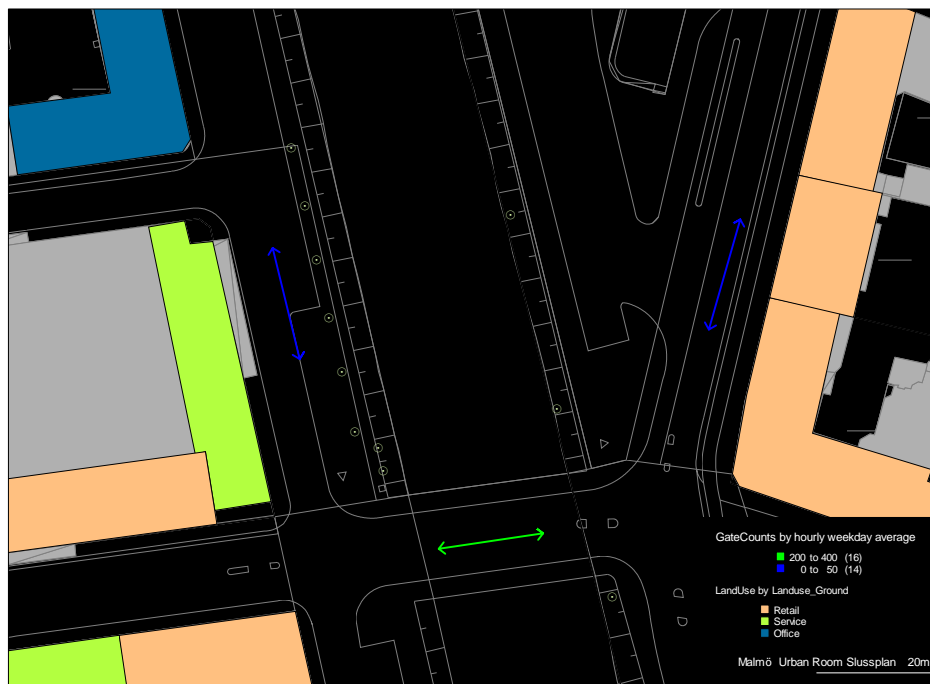 GateCounts by hourly weekday average
200 to 400 (16)
0 to 50 (14)
LandUse by Landuse_Ground
Retail
Service
Office
Malmö Urban Room Slussplan 20m